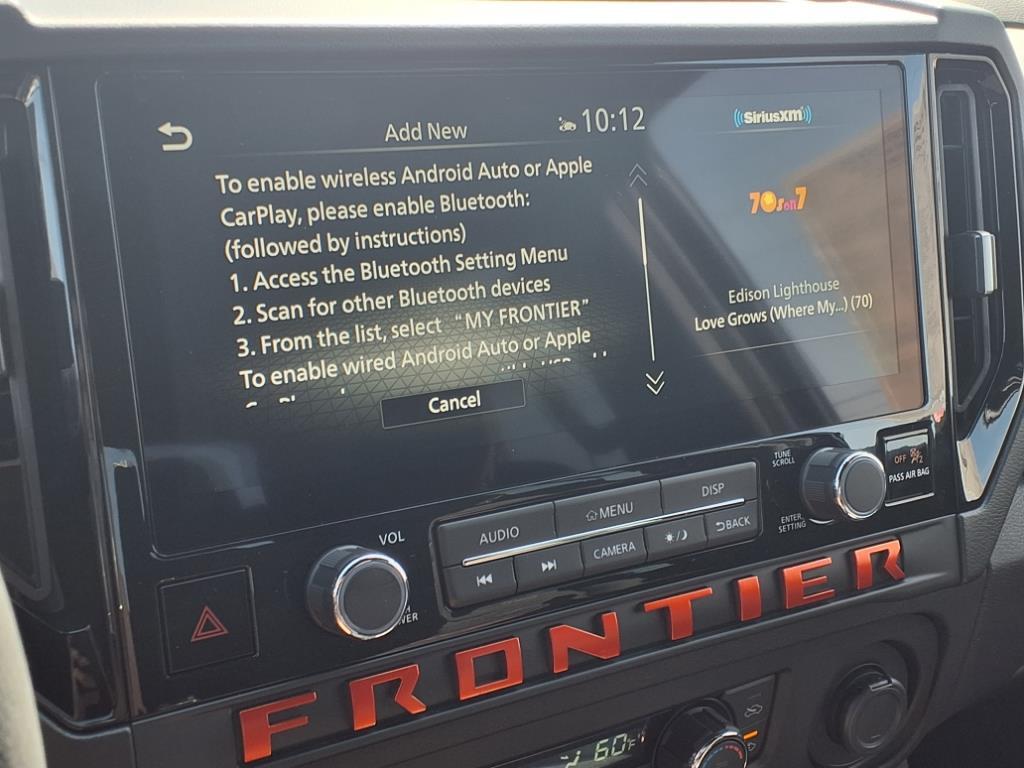 Add New
10:12
To enable wireless Android Auto or Apple
CarPlay, please enable Bluetooth:
(followed by instructions)
1. Access the Bluetooth Setting Menu
2. Scan for other Bluetooth devices
3. From the list, select “MY FRONTIER”
To enable wired Android Auto or Apple
Cancel
SiriusXM
70s on 7
Edison Lighthouse
Love Grows (Where My...) (70)
VOL
AUDIO
MENU
DISP
CAMERA
BACK
TUNE
SCROLL
ENTER
SETTING
OFF
2
PASS AIR BAG
FRONTIER
60°F